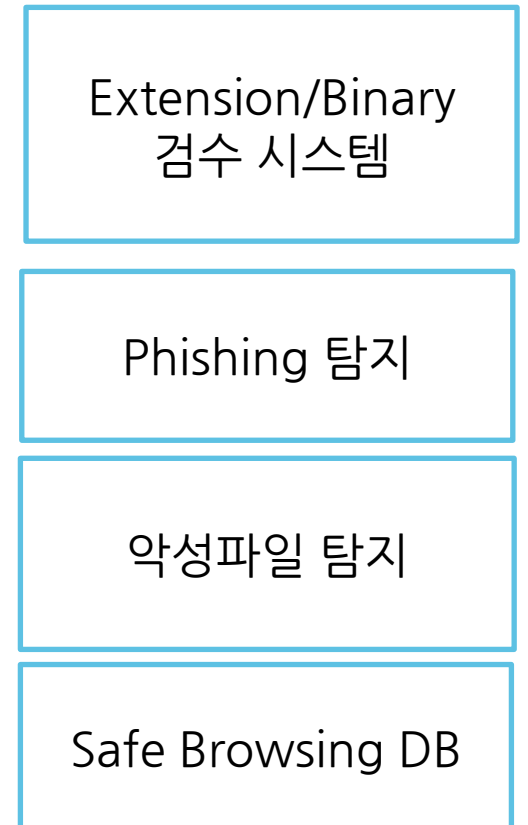 Extension/Binary
검수 시스템
Phishing 탐지
악성파일 탐지
Safe Browsing DB